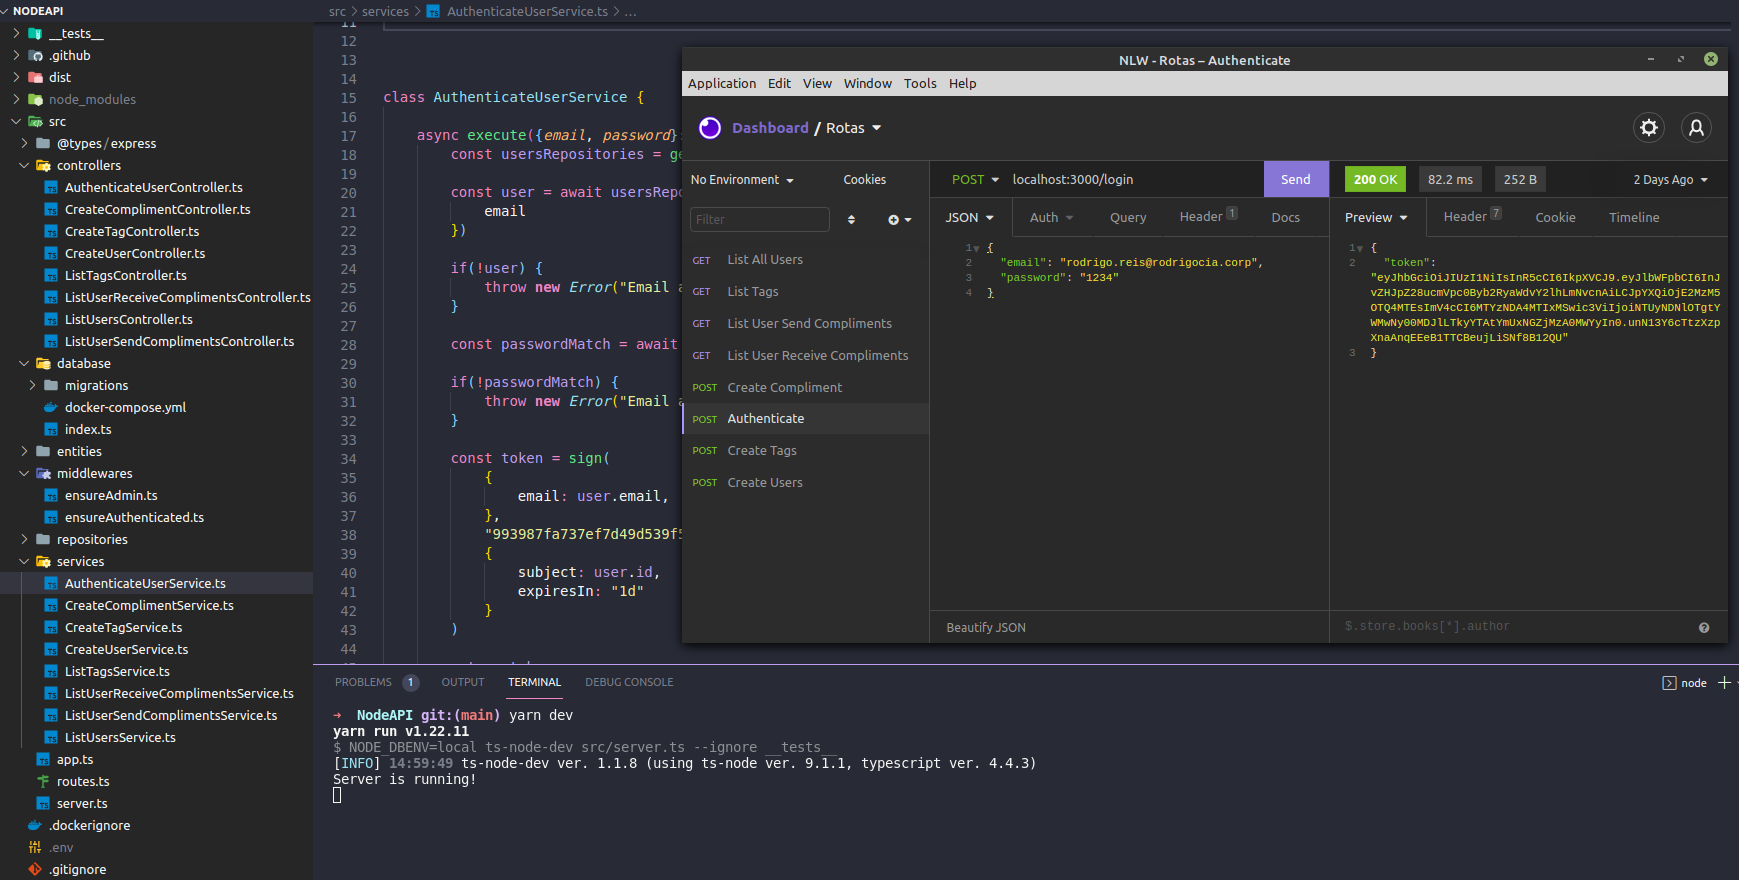 NODEAPI
__tests__
.github
dist
node_modules
src
@types/express
controllers
AuthenticateUserController.ts
CreateComplimentController.ts
CreateTagController.ts
CreateUserController.ts
ListTagsController.ts
ListUserReceiveComplimentsController.ts
ListUsersController.ts
ListUserSendComplimentsController.ts
database
migrations
docker-compose.yml
index.ts
entities
middlewares
ensureAdmin.ts
ensureAuthenticated.ts
repositories
services
AuthenticateUserService.ts
CreateComplimentService.ts
CreateTagService.ts
CreateUserService.ts
ListTagsService.ts
ListUserReceiveComplimentsService.ts
ListUserSendComplimentsService.ts
ListUsersService.ts
app.ts
routes.ts
server.ts
.dockerignore
.env
.gitignore
src > services > AuthenticateUserService.ts > ...
11
12
13
14
15 class AuthenticateUserService {
16
17 async execute({email, password}:
18 const usersRepositories = ge
19
20 const user = await usersRepo
21 email
22 })
23
24 if(!user) {
25 throw new Error("Email a
26 }
27
28 const passwordMatch = await
29
30 if(!passwordMatch) {
31 throw new Error("Email a
32 }
33
34 const token = sign(
35 {
36 email: user.email,
37 },
38 "993987fa737ef7d49d539f5
39 {
40 subject: user.id,
41 expiresIn: "1d"
42 }
43 )
44
NLW - Rotas – Authenticate
Application Edit View Window Tools Help
Dashboard / Rotas
No Environment Cookies
Filter
GET List All Users
GET List Tags
GET List User Send Compliments
GET List User Receive Compliments
POST Create Compliment
POST Authenticate
POST Create Tags
POST Create Users
POST localhost:3000/login Send
JSON Auth Query Header 1 Docs
1 {
2 "email": "rodrigo.reis@rodrigocia.corp",
3 "password": "1234"
4 }
Beautify JSON
200 OK 82.2 ms 252 B 2 Days Ago
Preview Header 7 Cookie Timeline
1 {
2 "token":
"eyJhbGciOiJIUzI1NiIsInR5cCI6IkpXVCJ9.eyJlbWFpbCI6InJ
vZHJpZ28ucmVpc0Byb2RyaWdvY2lhLmNvcnAiLCJpYXQiOjE2MzM5
OTQ4MTEsImV4cCI6MTYzNDA4MTIxMSwic3ViIjoiNTUyNDNlOTgtY
WMwNy00MDJlLTkyYTAtYmUxNGZjMzA0MWYyIn0.unN13Y6cTtzXzp
XnaAnqEEeB1TTCBeujLiSNf8B12QU"
3 }
$.store.books[*].author
PROBLEMS 1 OUTPUT TERMINAL DEBUG CONSOLE
node
→ NodeAPI git:(main) yarn dev
yarn run v1.22.11
$ NODE_DBENV=local ts-node-dev src/server.ts --ignore __tests__
[INFO] 14:59:49 ts-node-dev ver. 1.1.8 (using ts-node ver. 9.1.1, typescript ver. 4.4.3)
Server is running!